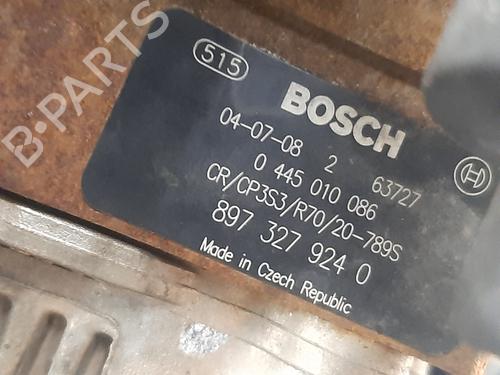 B-PARTS
515
BOSCH
04-07-08 2 63727
0 445 010 086
CR/CP3S3/R70/20-789S
897 327 924 0
Made in Czech Republic